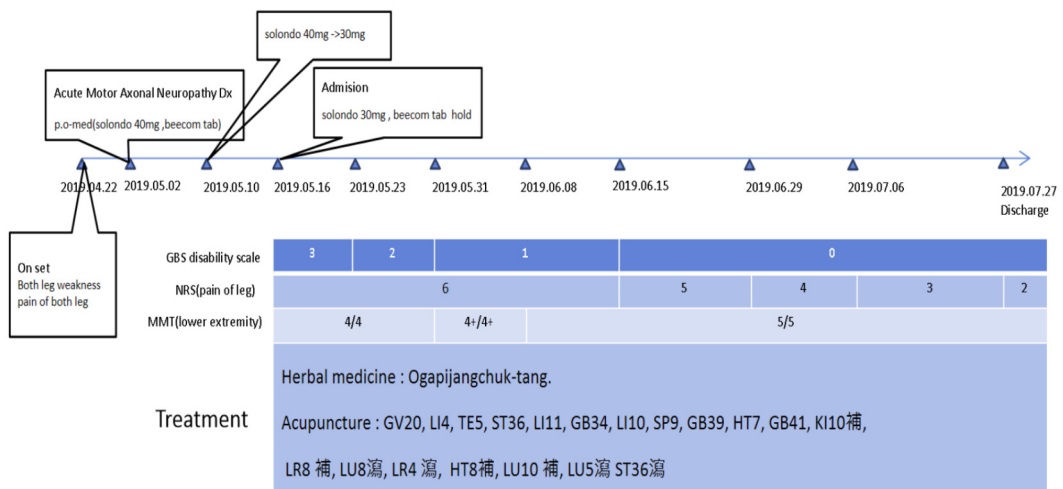 solondo 40mg ->30mg
Acute Motor Axonal Neuropathy Dx
p.o-med(solondo 40mg ,beecom tab)
Admision
solondo 30mg , beecom tab hold
2019.04.22
2019.05.02
2019.05.10
2019.05.16
2019.05.23
2019.05.31
2019.06.08
2019.06.15
2019.06.29
2019.07.06
2019.07.27
Discharge
On set
Both leg weakness
pain of both leg
GBS disability scale 3 2 1 0
NRS(pain of leg) 6 5 4 3 2
MMT(lower extremity) 4/4 4+/4+ 5/5
Treatment
Herbal medicine : Ogapijangchuk-tang.
Acupuncture : GV20, LI4, TE5, ST36, LI11, GB34, LI10, SP9, GB39, HT7, GB41, KI10補,
LR8 補, LU8瀉, LR4 瀉, HT8補, LU10 補, LU5瀉 ST36瀉